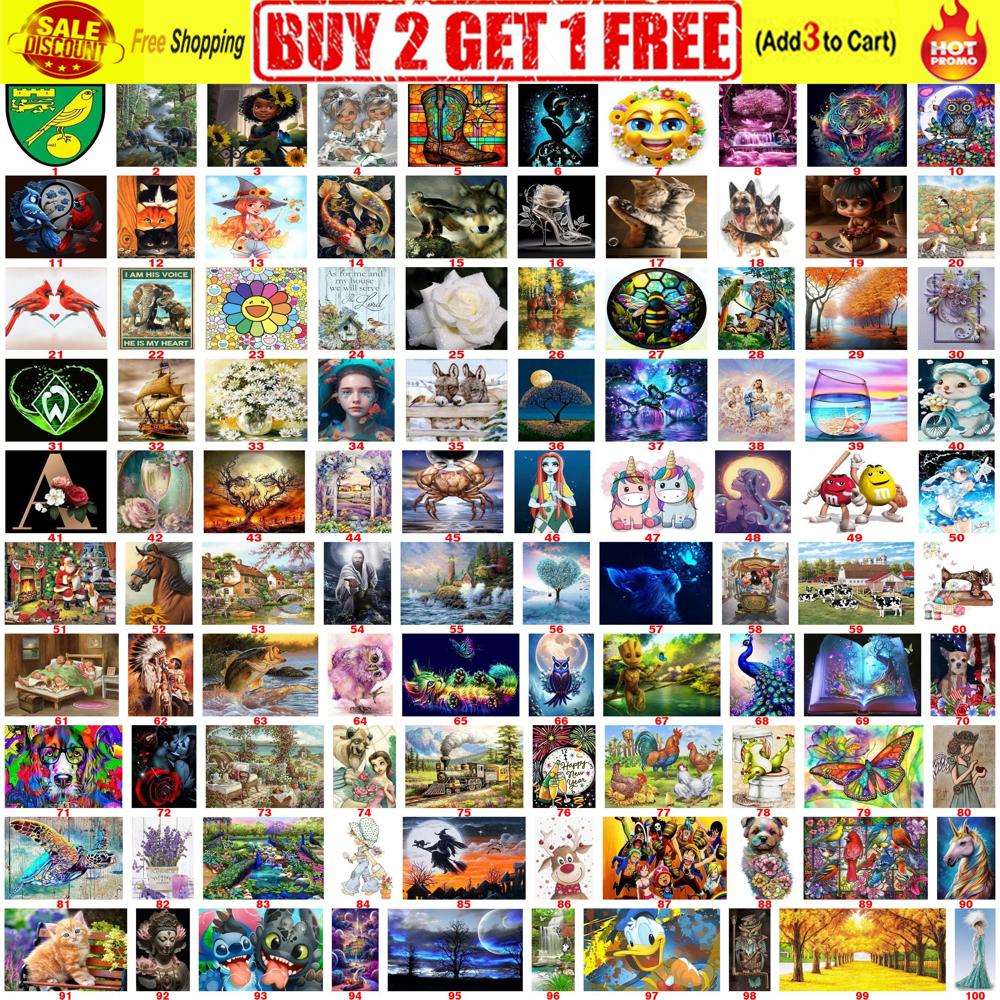 SALE
DISCOUNT
Free Shopping
BUY 2 GET 1 FREE
(Add 3 to Cart)
HOT
PROMO
1 2 3 4 5 6 7 8 9 10
11 12 13 14 15 16 17 18 19 20
I AM HIS VOICE
HE IS MY HEART
As for me and
my house
we will serve
the Lord
21 22 23 24 25 26 27 28 29 30
W
31 32 33 34 35 36 37 38 39 40
A
m
m
41 42 43 44 45 46 47 48 49 50
51 52 53 54 55 56 57 58 59 60
61 62 63 64 65 66 67 68 69 70
12
Happy
New
Year
71 72 73 74 75 76 77 78 79 80
81 82 83 84 85 86 87 88 89 90
91 92 93 94 95 96 97 98 99 100